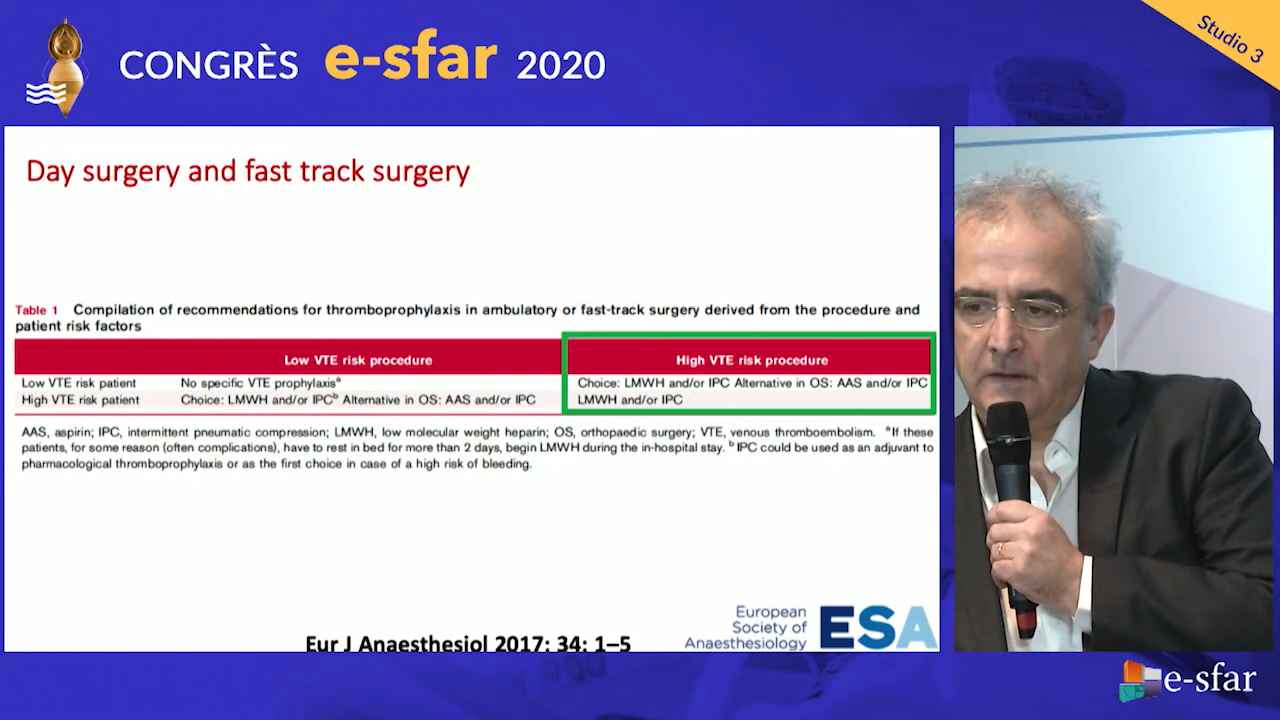 CONGRÈS e-sfar 2020
Studio 3
Day surgery and fast track surgery
Table 1 Compilation of recommendations for thromboprophylaxis in ambulatory or fast-track surgery derived from the procedure and
patient risk factors
Low VTE risk procedure High VTE risk procedure
Low VTE risk patient No specific VTE prophylaxisᵃ Choice: LMWH and/or IPC Alternative in OS: AAS and/or IPC
High VTE risk patient Choice: LMWH and/or IPCᵇ Alternative in OS: AAS and/or IPC LMWH and/or IPC
AAS, aspirin; IPC, intermittent pneumatic compression; LMWH, low molecular weight heparin; OS, orthopaedic surgery; VTE, venous thromboembolism. ᵃIf these
patients, for some reason (often complications), have to rest in bed for more than 2 days, begin LMWH during the in-hospital stay. ᵇIPC could be used as an adjuvant to
pharmacological thromboprophylaxis or as the first choice in case of a high risk of bleeding.
European
Society of
Anaesthesiology
ESA
Eur J Anaesthesiol 2017; 34: 1–5
e-sfar